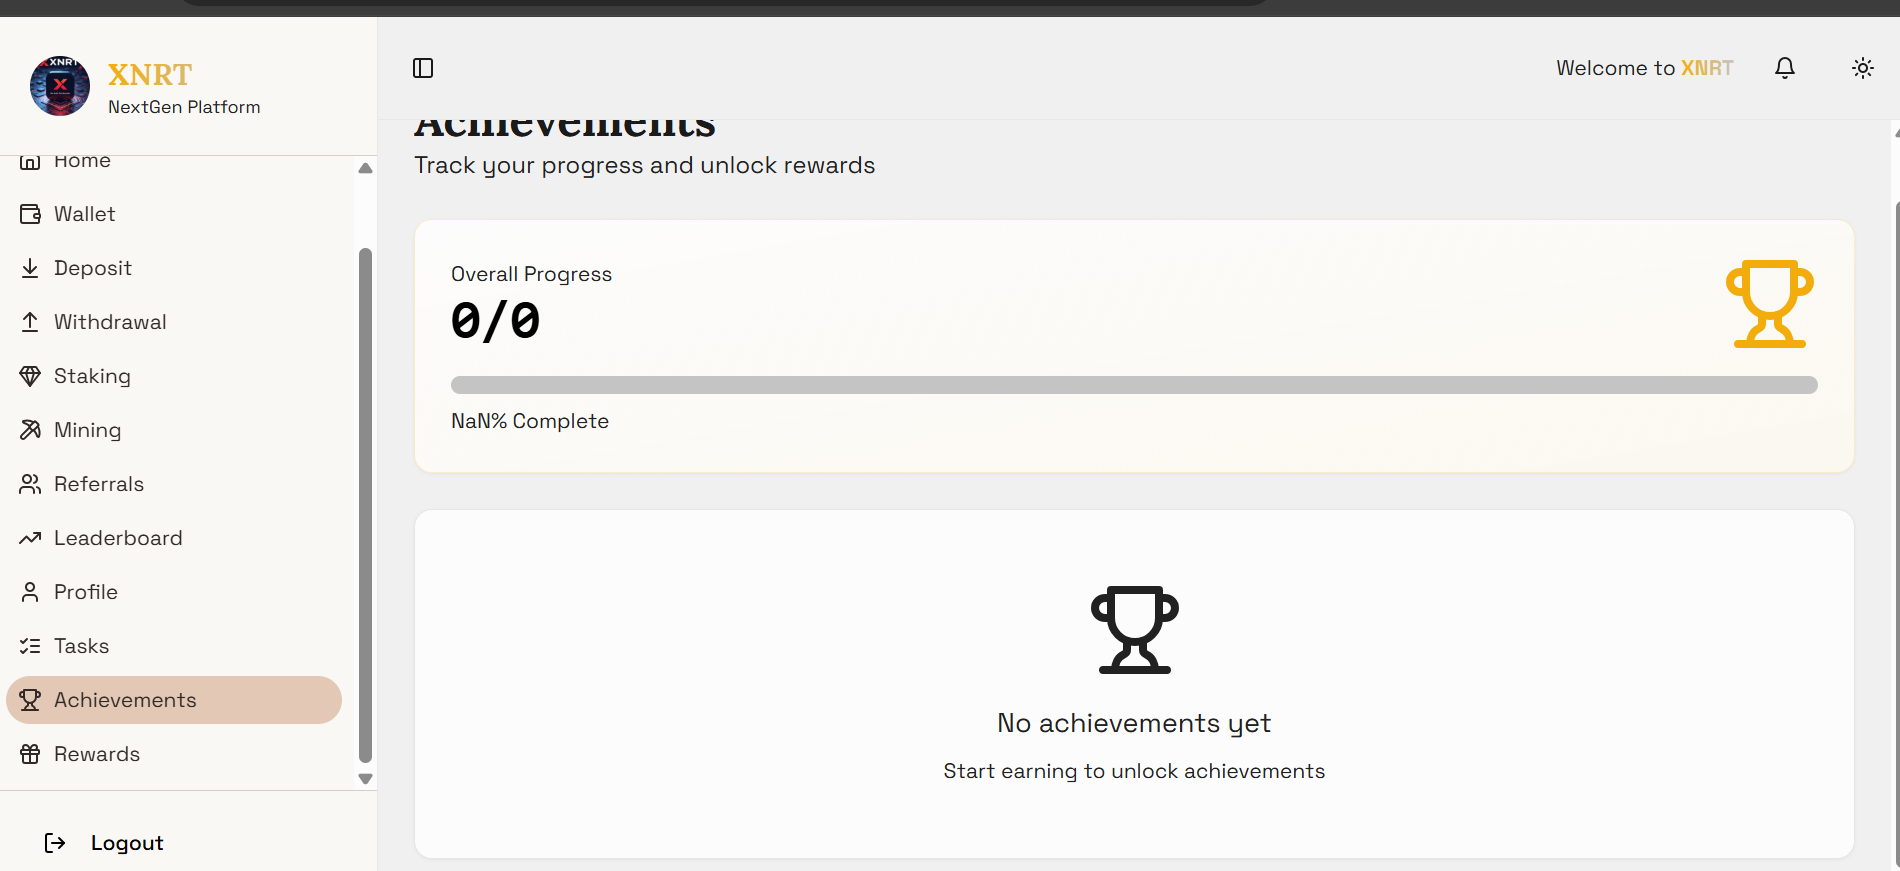 XNRT
XNRT
NextGen Platform
Home
Wallet
Deposit
Withdrawal
Staking
Mining
Referrals
Leaderboard
Profile
Tasks
Achievements
Rewards
Logout
Welcome to XNRT
Achievements
Track your progress and unlock rewards
Overall Progress
0/0
NaN% Complete
No achievements yet
Start earning to unlock achievements